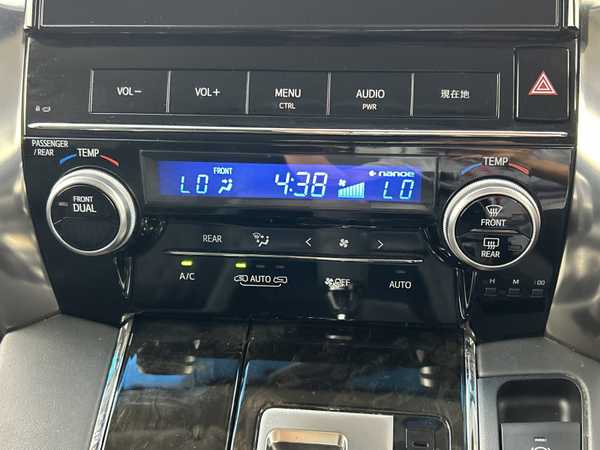 VOL- VOL+ MENU AUDIO 現在地
CTRL PWR
PASSENGER
/REAR
TEMP
FRONT
DUAL
FRONT
LO 4:38 nanoe LO
TEMP
FRONT
REAR
REAR
A/C AUTO OFF AUTO
H M :00